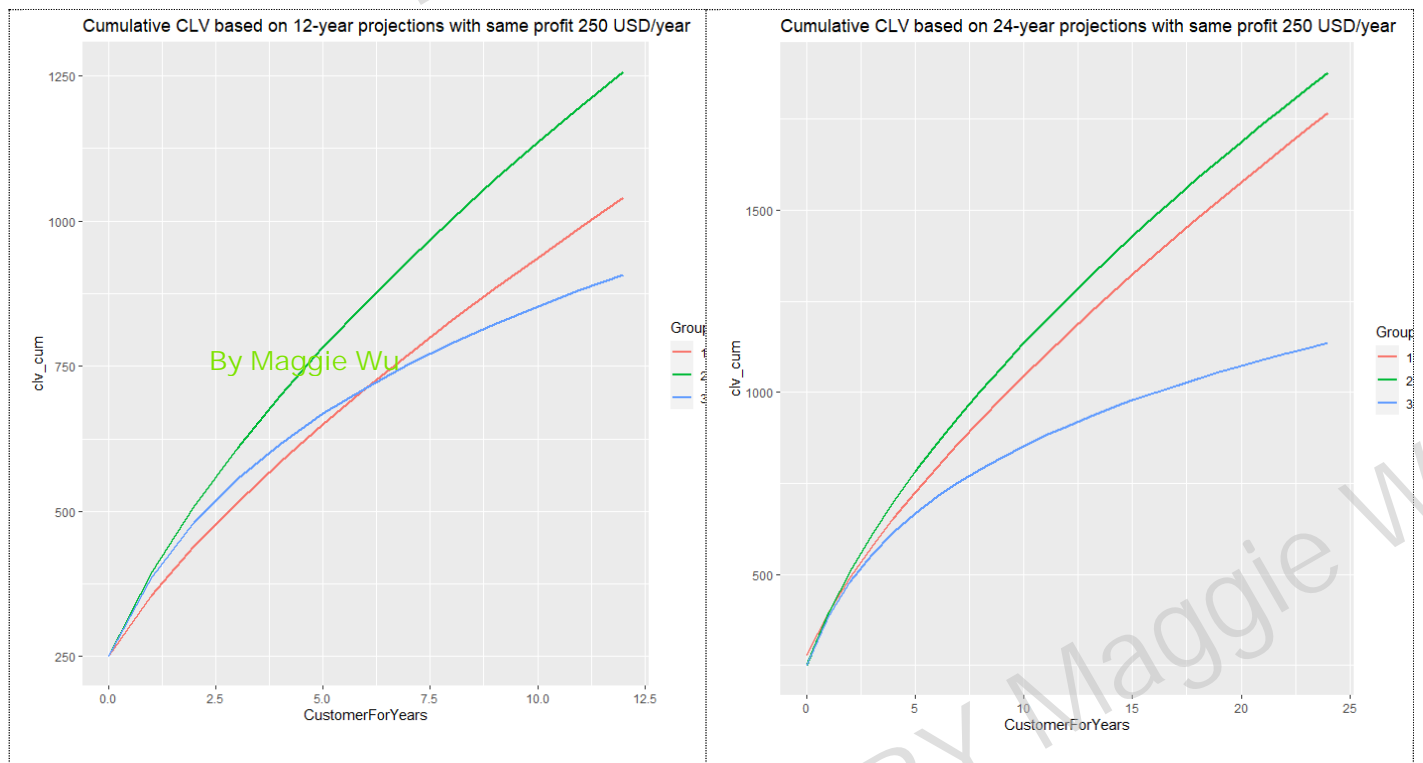 Cumulative CLV based on 12-year projections with same profit 250 USD/year
1250
1000
750
500
250
clv_cum
0.0 2.5 5.0 7.5 10.0 12.5
CustomerForYears
Group
1
2
3
By Maggie Wu
Cumulative CLV based on 24-year projections with same profit 250 USD/year
1500
1000
500
clv_cum
0 5 10 15 20 25
CustomerForYears
Group
1
2
3
BY Maggie W